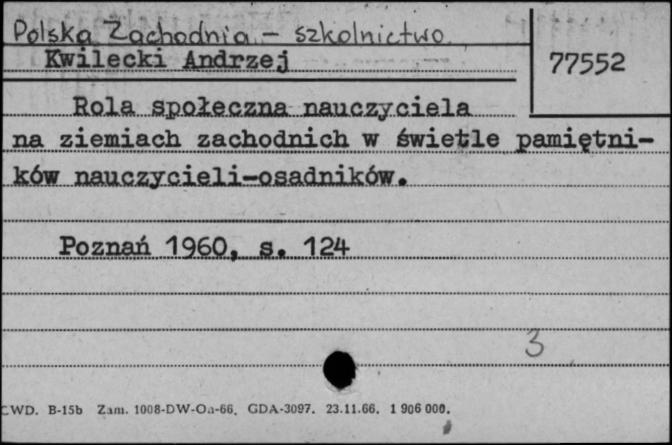 Polska Zachodnia - szkolnictwo
Kwilecki Andrzej
77552
Rola społeczna nauczyciela
na ziemiach zachodnich w świetle pamiętni-
ków nauczycieli-osadników.
Poznań 1960, s. 124
3
CWD. B-15b Zam. 1008-DW-Oa-66. GDA-3097. 23.11.66. 1 906 000.